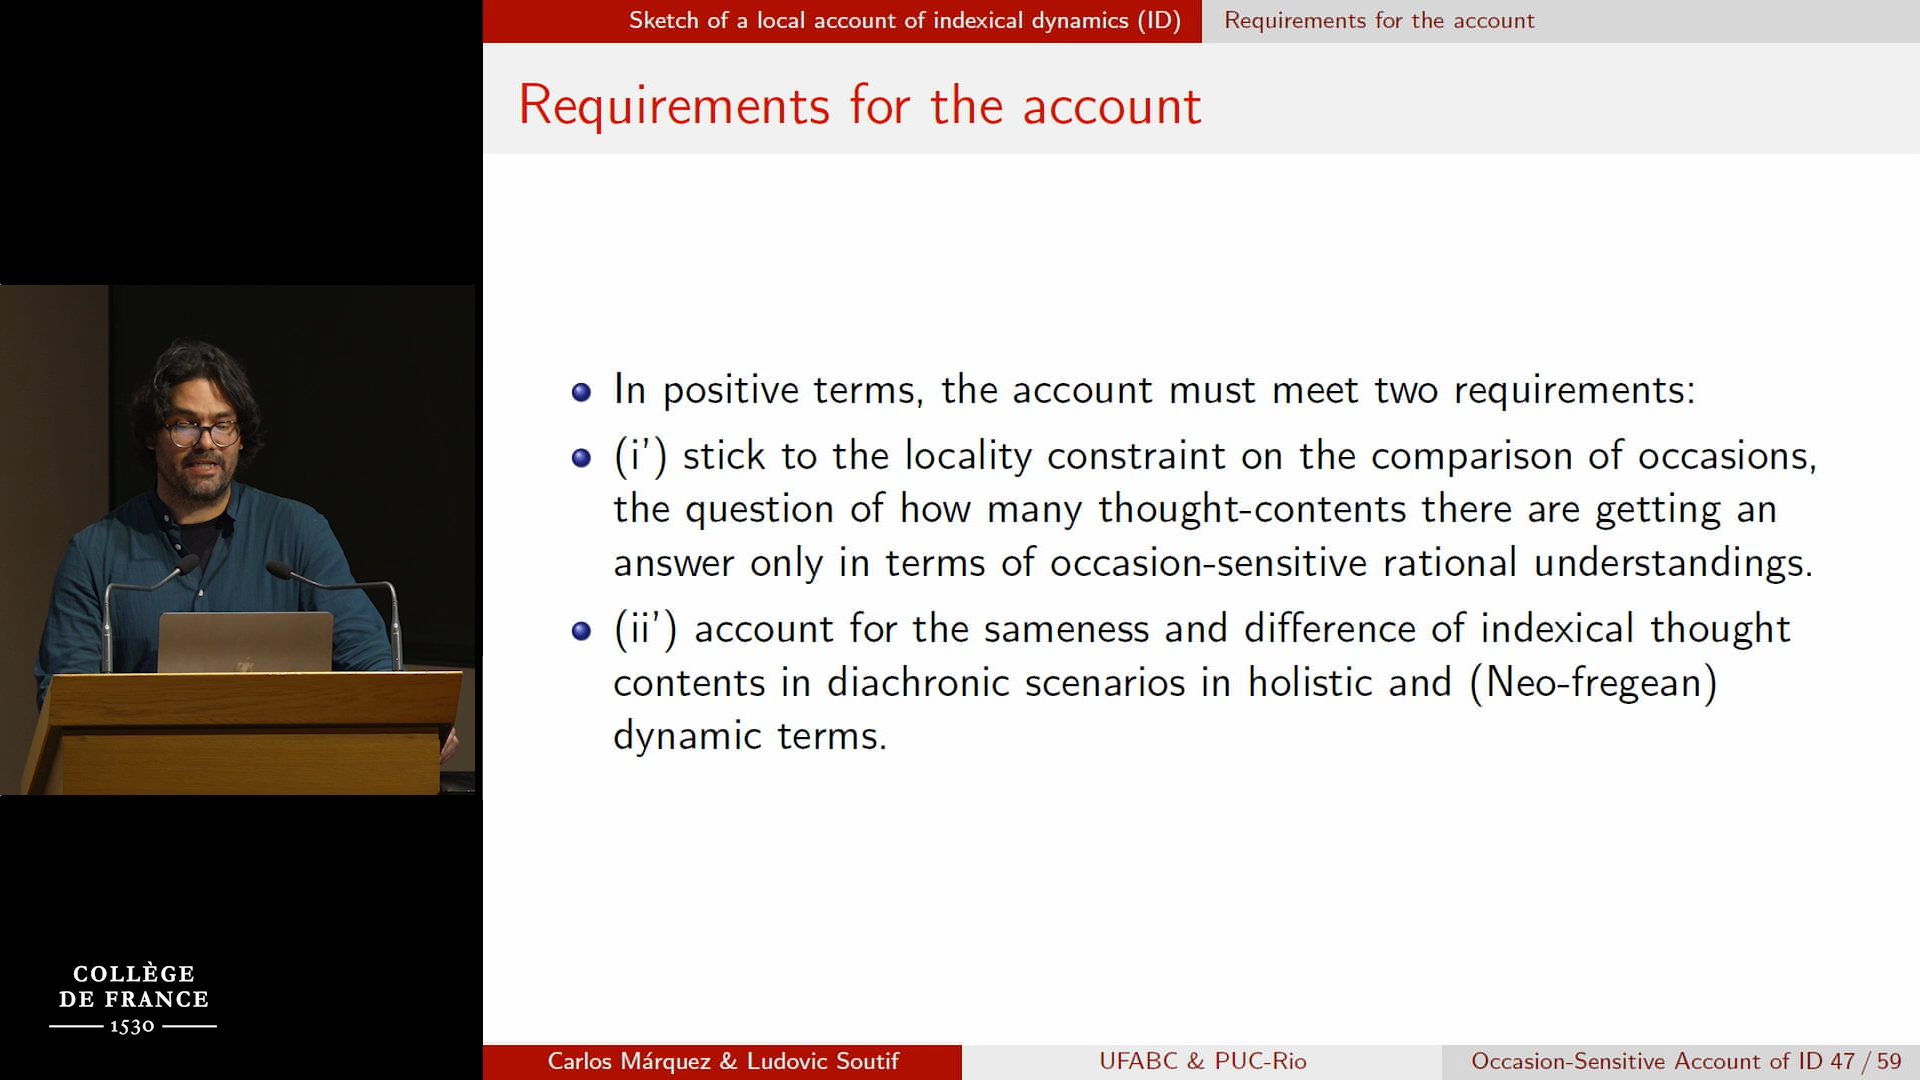 Sketch of a local account of indexical dynamics (ID)
Requirements for the account
Requirements for the account
In positive terms, the account must meet two requirements:
(i') stick to the locality constraint on the comparison of occasions,
the question of how many thought-contents there are getting an
answer only in terms of occasion-sensitive rational understandings.
(ii') account for the sameness and difference of indexical thought
contents in diachronic scenarios in holistic and (Neo-fregean)
dynamic terms.
COLLÈGE
DE FRANCE
1530
Carlos Márquez & Ludovic Soutif
UFABC & PUC-Rio
Occasion-Sensitive Account of ID 47 / 59